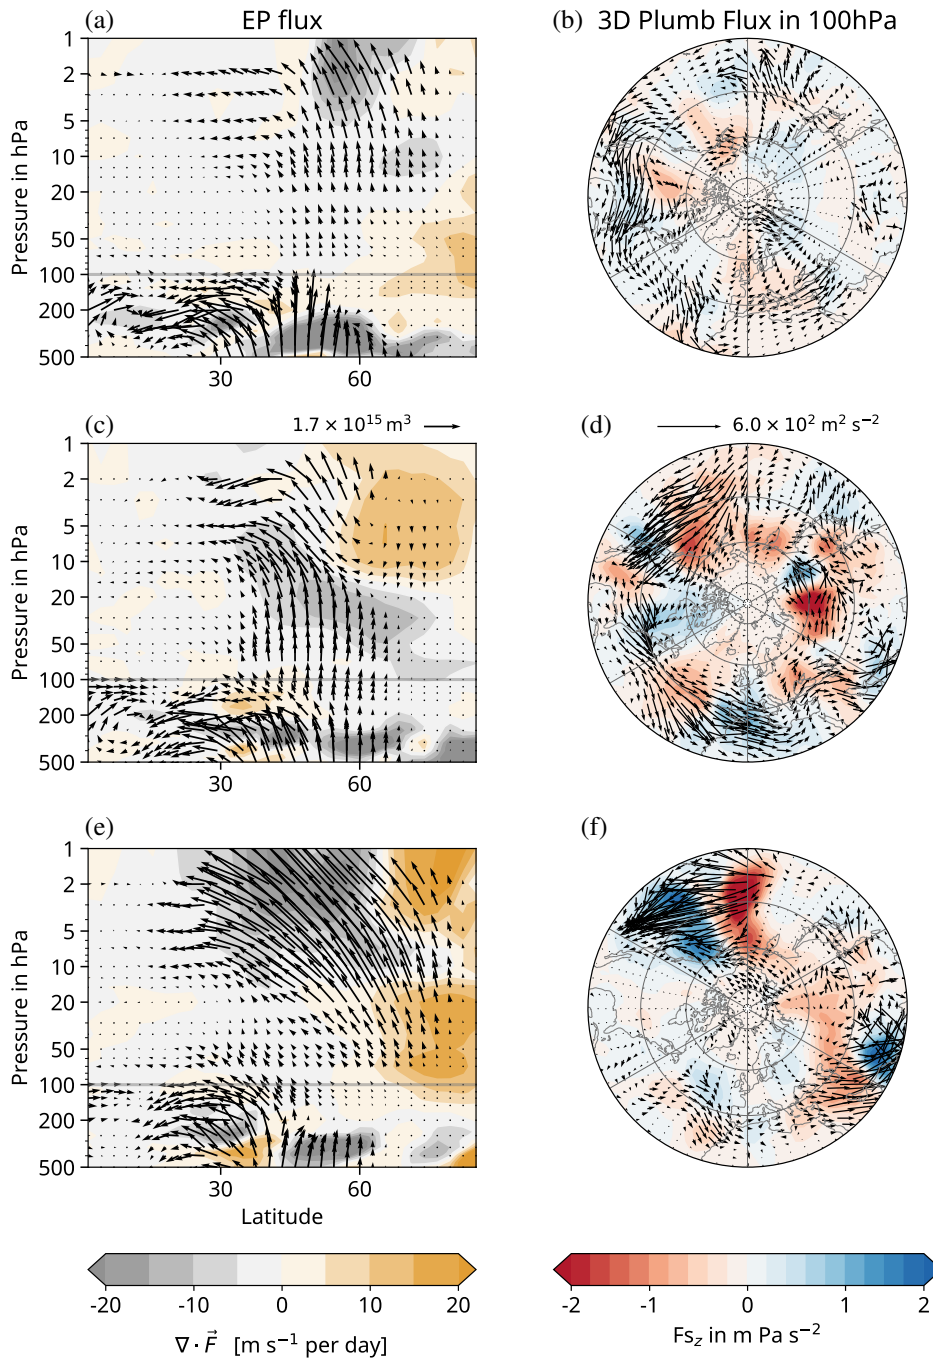 (a) EP flux
(b) 3D Plumb Flux in 100hPa
1
2
5
10
20
50
100
200
500
Pressure in hPa
30 60
(c) 1.7 × 10¹⁵ m³
(d) 6.0 × 10² m² s⁻²
1
2
5
10
20
50
100
200
500
Pressure in hPa
30 60
(e)
(f)
1
2
5
10
20
50
100
200
500
Pressure in hPa
30 60
Latitude
-20 -10 0 10 20
∇ · F⃗ [m s⁻¹ per day]
-2 -1 0 1 2
Fs_z in m Pa s⁻²